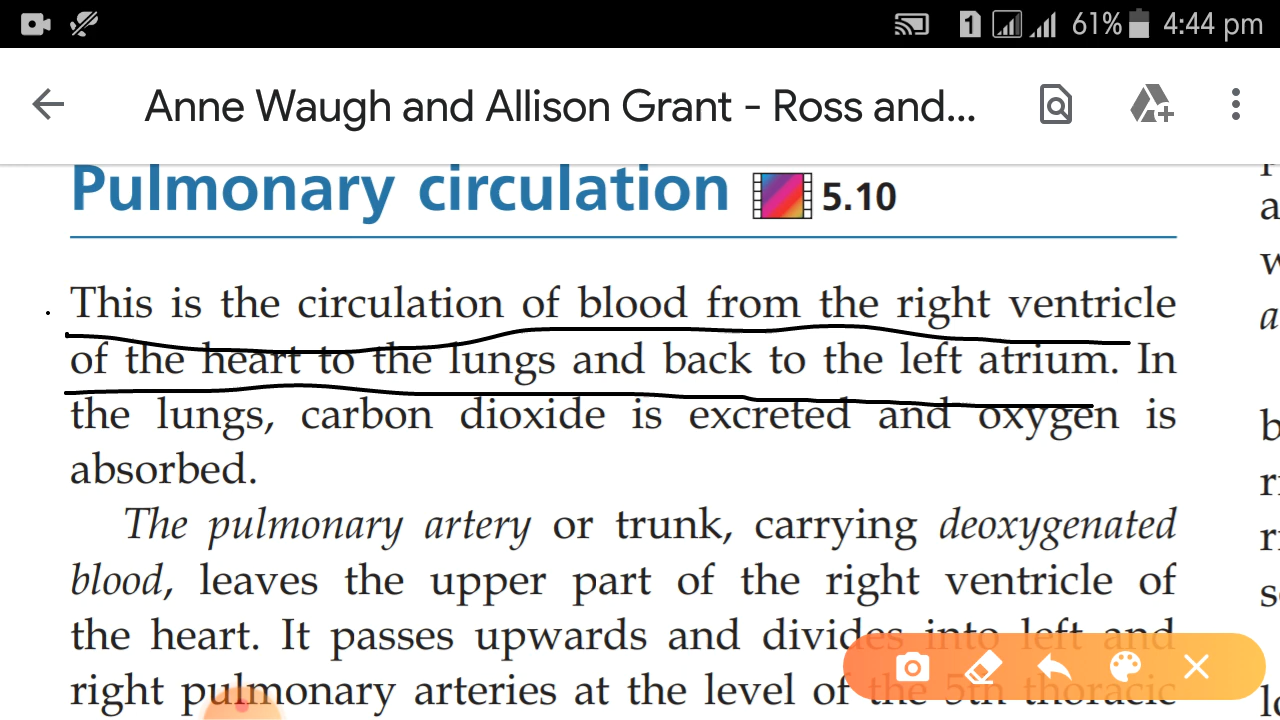 61% 4:44 pm
Anne Waugh and Allison Grant - Ross and...
Pulmonary circulation 5.10
This is the circulation of blood from the right ventricle
of the heart to the lungs and back to the left atrium. In
the lungs, carbon dioxide is excreted and oxygen is
absorbed.
The pulmonary artery or trunk, carrying deoxygenated
blood, leaves the upper part of the right ventricle of
the heart. It passes upwards and divides into left and
right pulmonary arteries at the level of the 5th thoracic